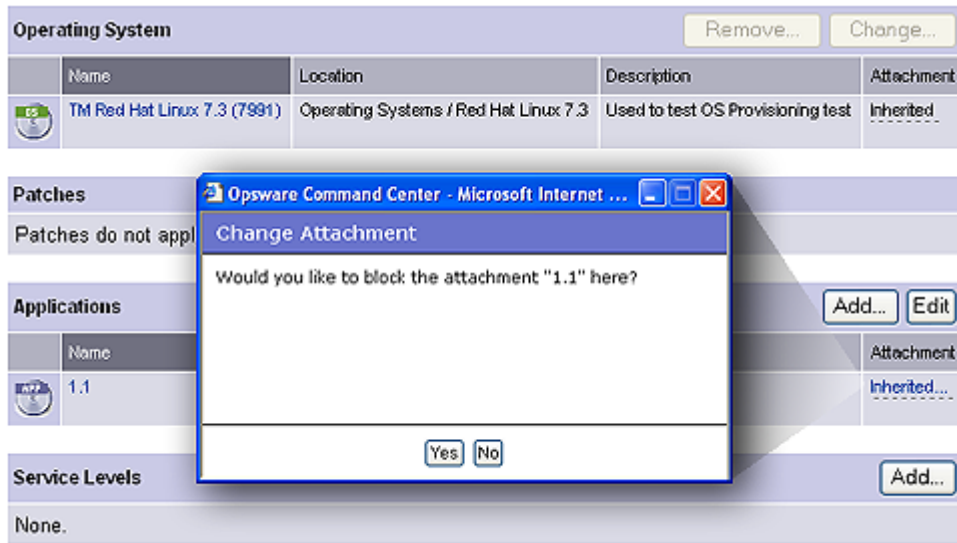 Operating System Remove... Change...
Name Location Description Attachment
OS TM Red Hat Linux 7.3 (7991) Operating Systems / Red Hat Linux 7.3 Used to test OS Provisioning test Inherited
Patches
Patches do not appl
Opsware Command Center - Microsoft Internet ...
Change Attachment
Would you like to block the attachment "1.1" here?
Yes No
Applications Add... Edit
Name Attachment
APP 1.1 Inherited...
Service Levels Add...
None.